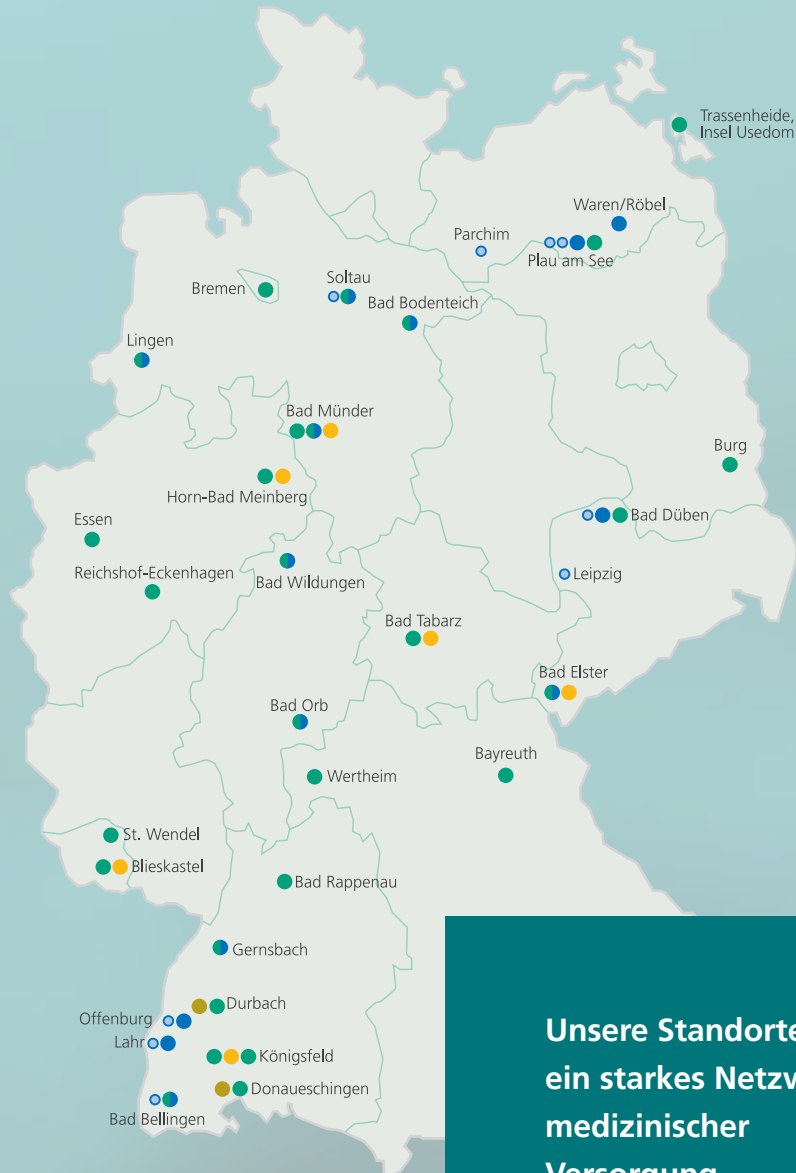 Trassenheide,
Insel Usedom
Waren/Röbel
Parchim
Plau am See
Bremen
Soltau
Bad Bodenteich
Lingen
Bad Münder
Burg
Horn-Bad Meinberg
Essen
Bad Düben
Reichshof-Eckenhagen
Bad Wildungen
Leipzig
Bad Tabarz
Bad Elster
Bad Orb
Bayreuth
Wertheim
St. Wendel
Blieskastel
Bad Rappenau
Gernsbach
Durbach
Offenburg
Lahr
Königsfeld
Donaueschingen
Bad Bellingen
Unsere Standorte
ein starkes Netzw
medizinischer
Versorgung